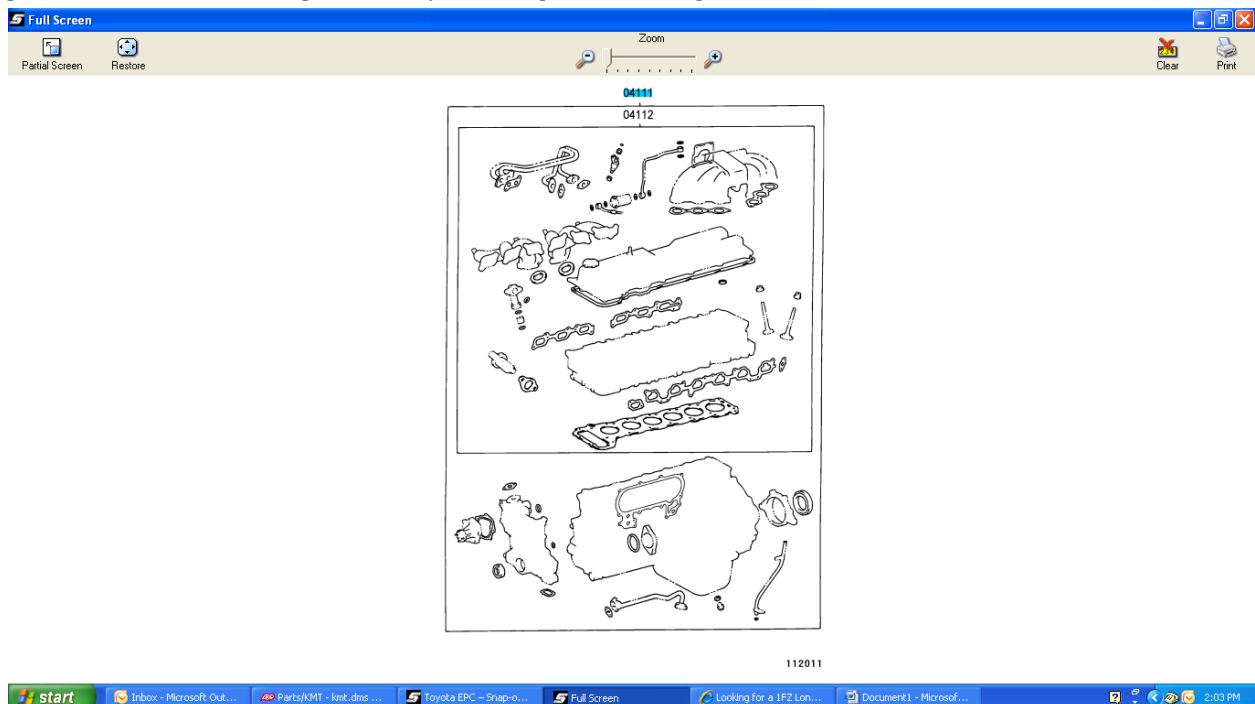 Full Screen
Zoom
Partial Screen
Restore
Clear
Print
04111
04112
112011
start
Inbox - Microsoft Out...
Parts/KMT - kmt.dms ...
Toyota EPC – Snap-o...
Full Screen
Looking for a 1FZ Lon...
Document1 - Microsof...
2:03 PM